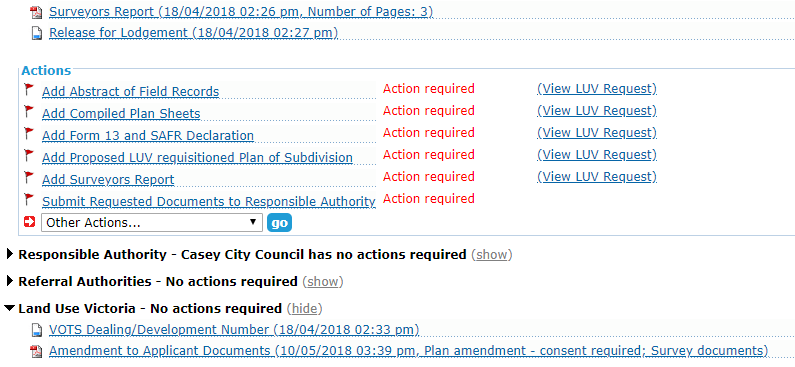 Surveyors Report (18/04/2018 02:26 pm, Number of Pages: 3)
Release for Lodgement (18/04/2018 02:27 pm)
Actions
Add Abstract of Field Records Action required (View LUV Request)
Add Compiled Plan Sheets Action required (View LUV Request)
Add Form 13 and SAFR Declaration Action required (View LUV Request)
Add Proposed LUV requisitioned Plan of Subdivision Action required (View LUV Request)
Add Surveyors Report Action required (View LUV Request)
Submit Requested Documents to Responsible Authority Action required
Other Actions... go
Responsible Authority - Casey City Council has no actions required (show)
Referral Authorities - No actions required (show)
Land Use Victoria - No actions required (hide)
VOTS Dealing/Development Number (18/04/2018 02:33 pm)
Amendment to Applicant Documents (10/05/2018 03:39 pm, Plan amendment - consent required; Survey documents)